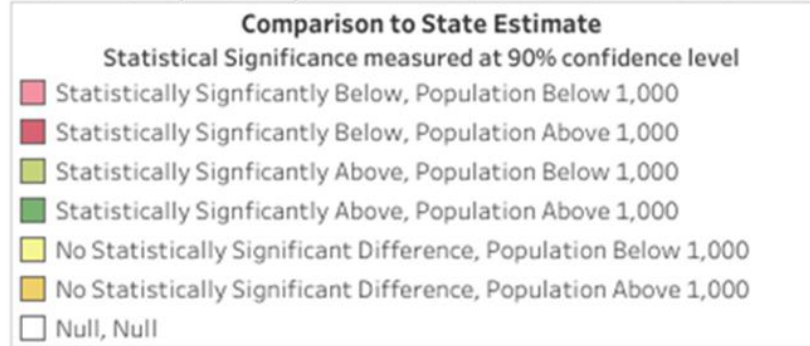 Comparison to State Estimate
Statistical Significance measured at 90% confidence level
Statistically Signficantly Below, Population Below 1,000
Statistically Signficantly Below, Population Above 1,000
Statistically Signficantly Above, Population Below 1,000
Statistically Signficantly Above, Population Above 1,000
No Statistically Significant Difference, Population Below 1,000
No Statistically Significant Difference, Population Above 1,000
Null, Null